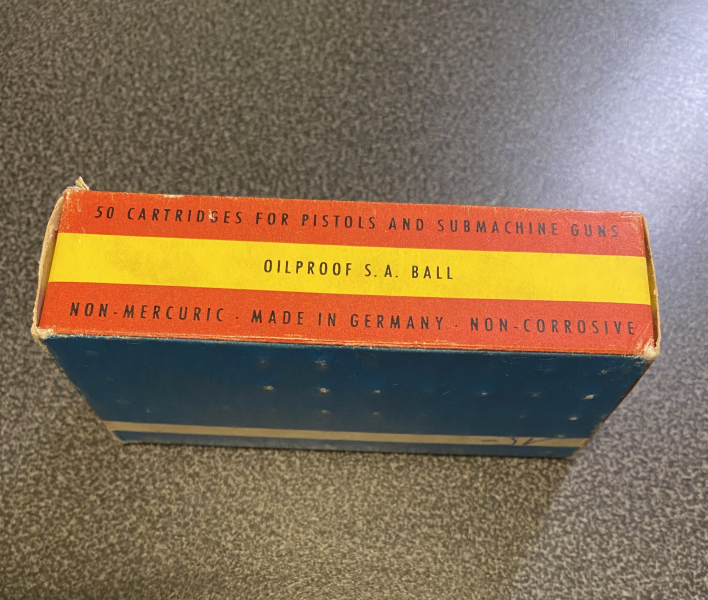 50 CARTRIDGES FOR PISTOLS AND SUBMACHINE GUNS
OILPROOF S.A. BALL
NON-MERCURIC · MADE IN GERMANY · NON-CORROSIVE